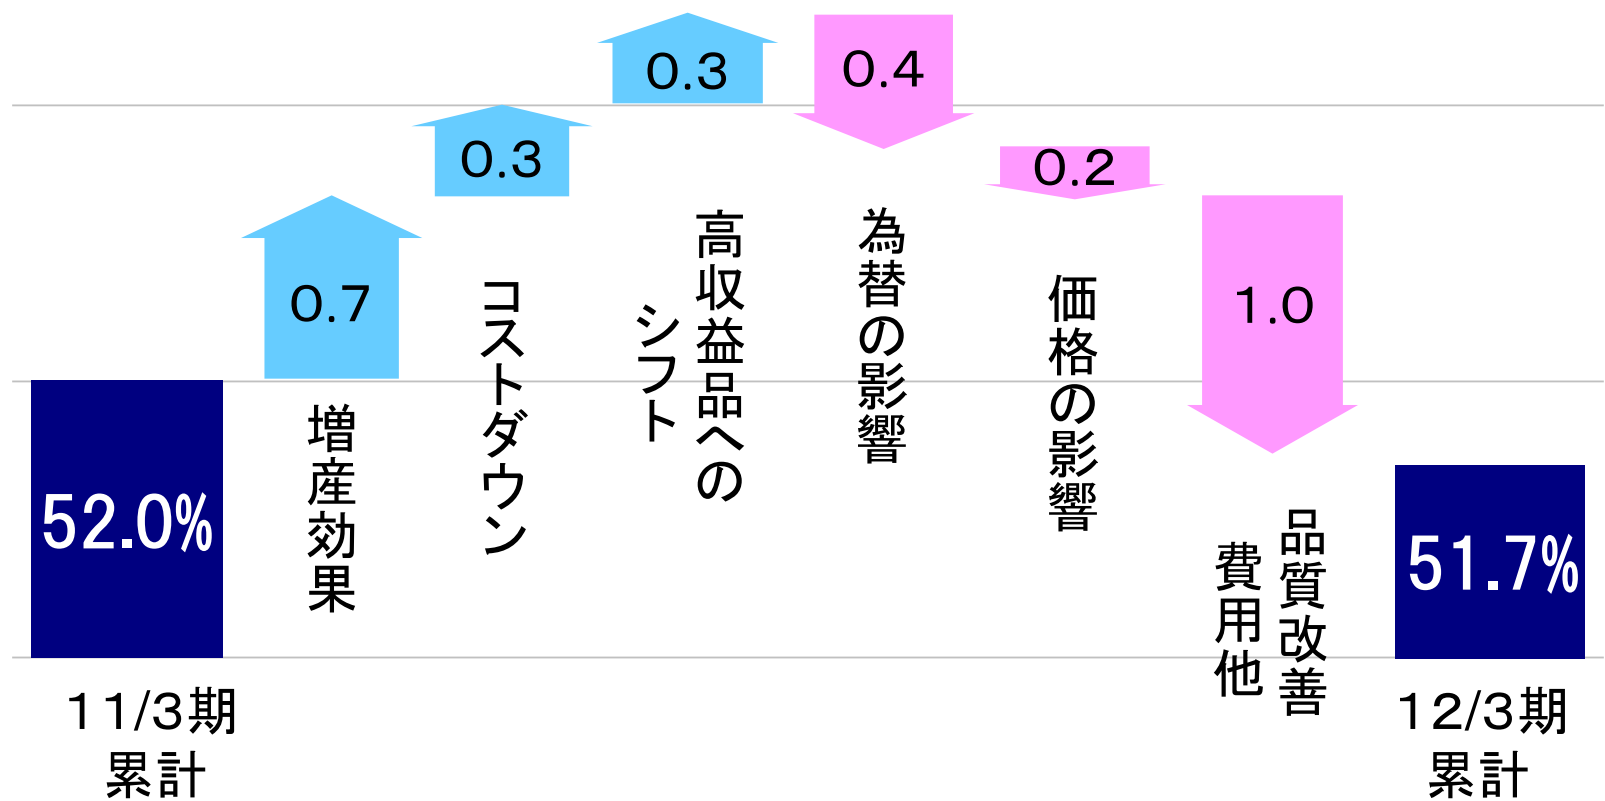 52.0%
11/3期
累計
0.7
増産効果
0.3
コストダウン
0.3
高収益品への
シフト
0.4
為替の影響
0.2
価格の影響
1.0
品質改善
費用他
51.7%
12/3期
累計